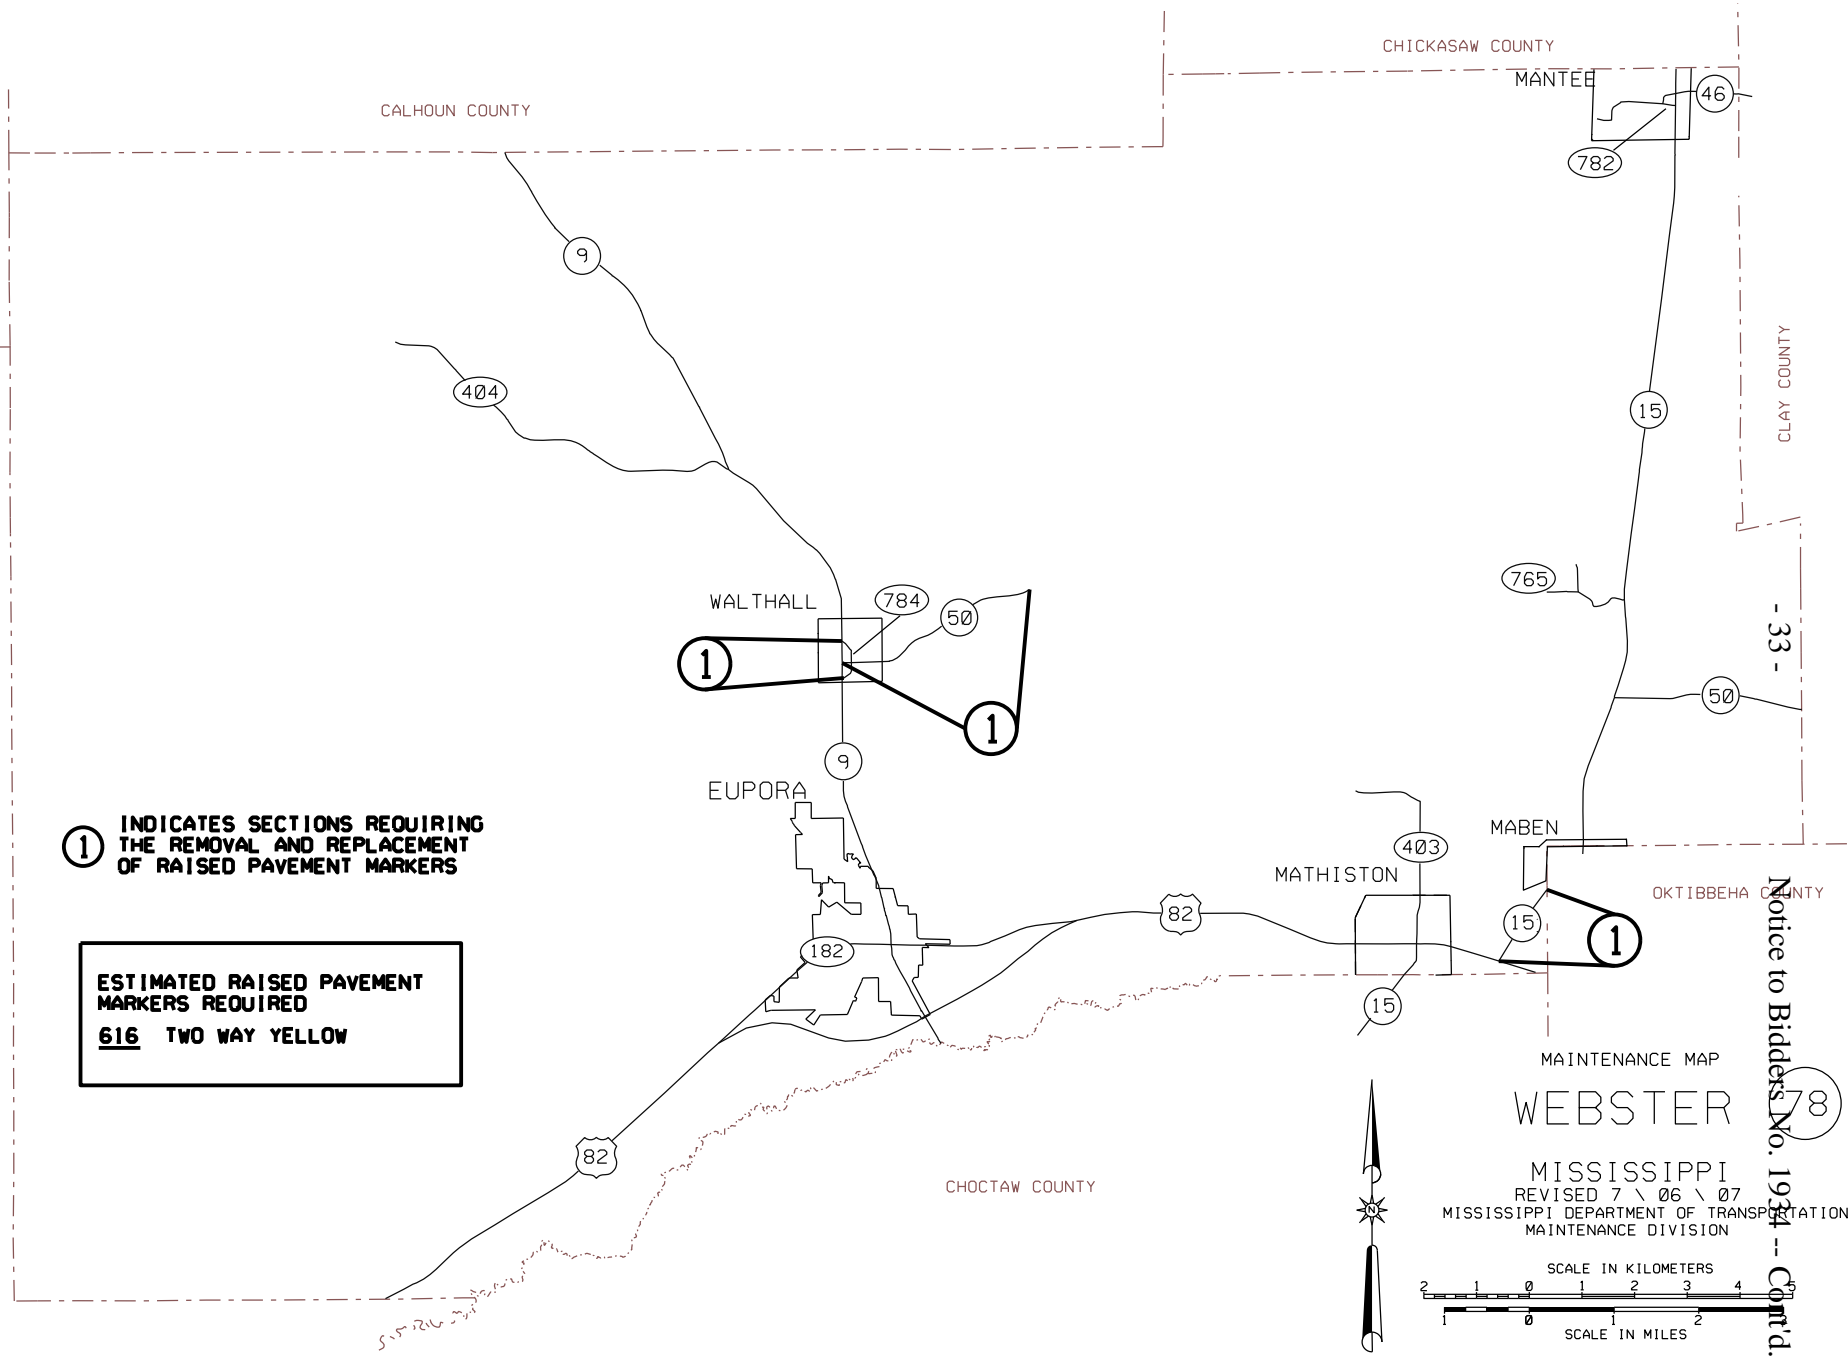 CHICKASAW COUNTY
MANTEE
46
CALHOUN COUNTY
782
9
CLAY COUNTY
404
15
765
WALTHALL
784
50
- 33 -
1
50
1
9
EUPORA
1 INDICATES SECTIONS REQUIRING
THE REMOVAL AND REPLACEMENT
OF RAISED PAVEMENT MARKERS
MABEN
403
MATHISTON
OKTIBBEHA COUNTY
82
15
1
182
ESTIMATED RAISED PAVEMENT
MARKERS REQUIRED
616 TWO WAY YELLOW
15
Notice to Bidders No. 1934 -- Cont'd.
MAINTENANCE MAP
WEBSTER 78
82
CHOCTAW COUNTY
MISSISSIPPI
REVISED 7 \ 06 \ 07
MISSISSIPPI DEPARTMENT OF TRANSPORTATION
MAINTENANCE DIVISION
N
SCALE IN KILOMETERS
2 1 0 1 2 3 4 5
1 0 1 2 3
SCALE IN MILES